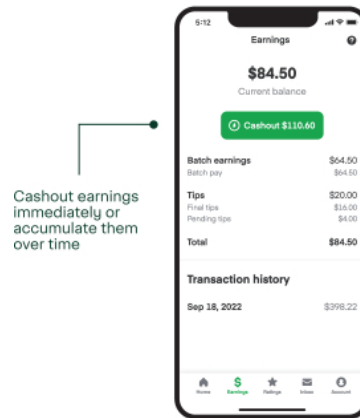 5:12
Earnings
?
$84.50
Current balance
Cashout $110.60
Batch earnings $64.50
Batch pay $64.50
Tips $20.00
Final tips $16.00
Pending tips $4.00
Total $84.50
Transaction history
Sep 18, 2022 $398.22
Home Earnings Ratings Inbox Account
Cashout earnings
immediately or
accumulate them
over time